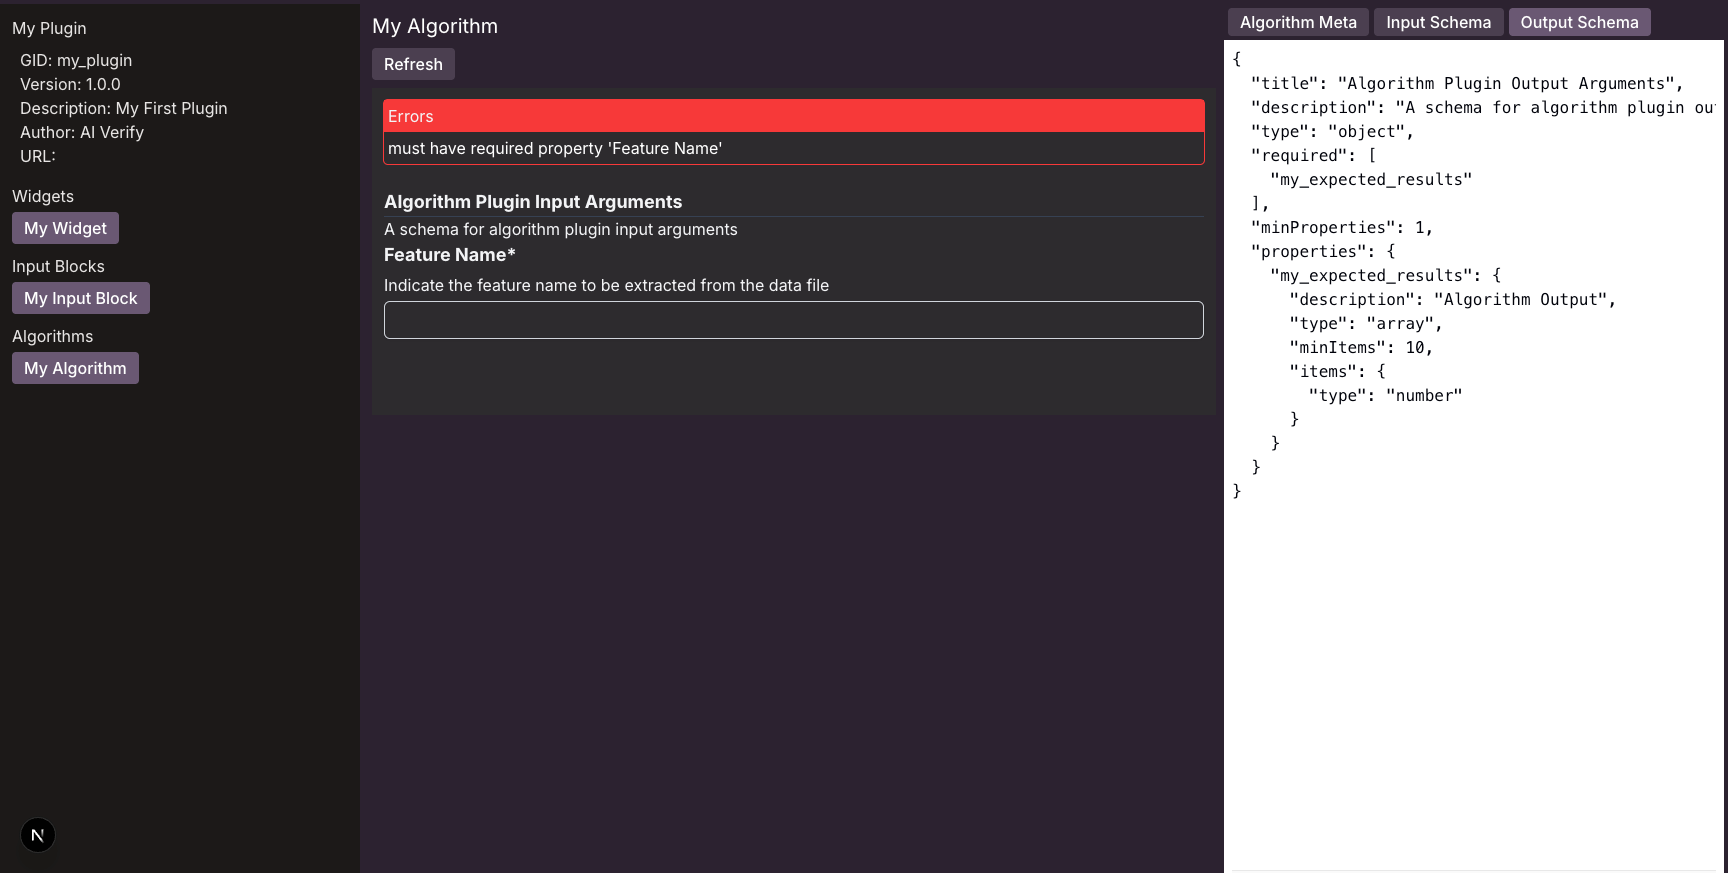 My Plugin
GID: my_plugin
Version: 1.0.0
Description: My First Plugin
Author: AI Verify
URL:
Widgets
My Widget
Input Blocks
My Input Block
Algorithms
My Algorithm
N
My Algorithm
Refresh
Errors
must have required property 'Feature Name'
Algorithm Plugin Input Arguments
A schema for algorithm plugin input arguments
Feature Name*
Indicate the feature name to be extracted from the data file
Algorithm Meta Input Schema Output Schema
{
  "title": "Algorithm Plugin Output Arguments",
  "description": "A schema for algorithm plugin
  "type": "object",
  "required": [
    "my_expected_results"
  ],
  "minProperties": 1,
  "properties": {
    "my_expected_results": {
      "description": "Algorithm Output",
      "type": "array",
      "minItems": 10,
      "items": {
        "type": "number"
      }
    }
  }
}